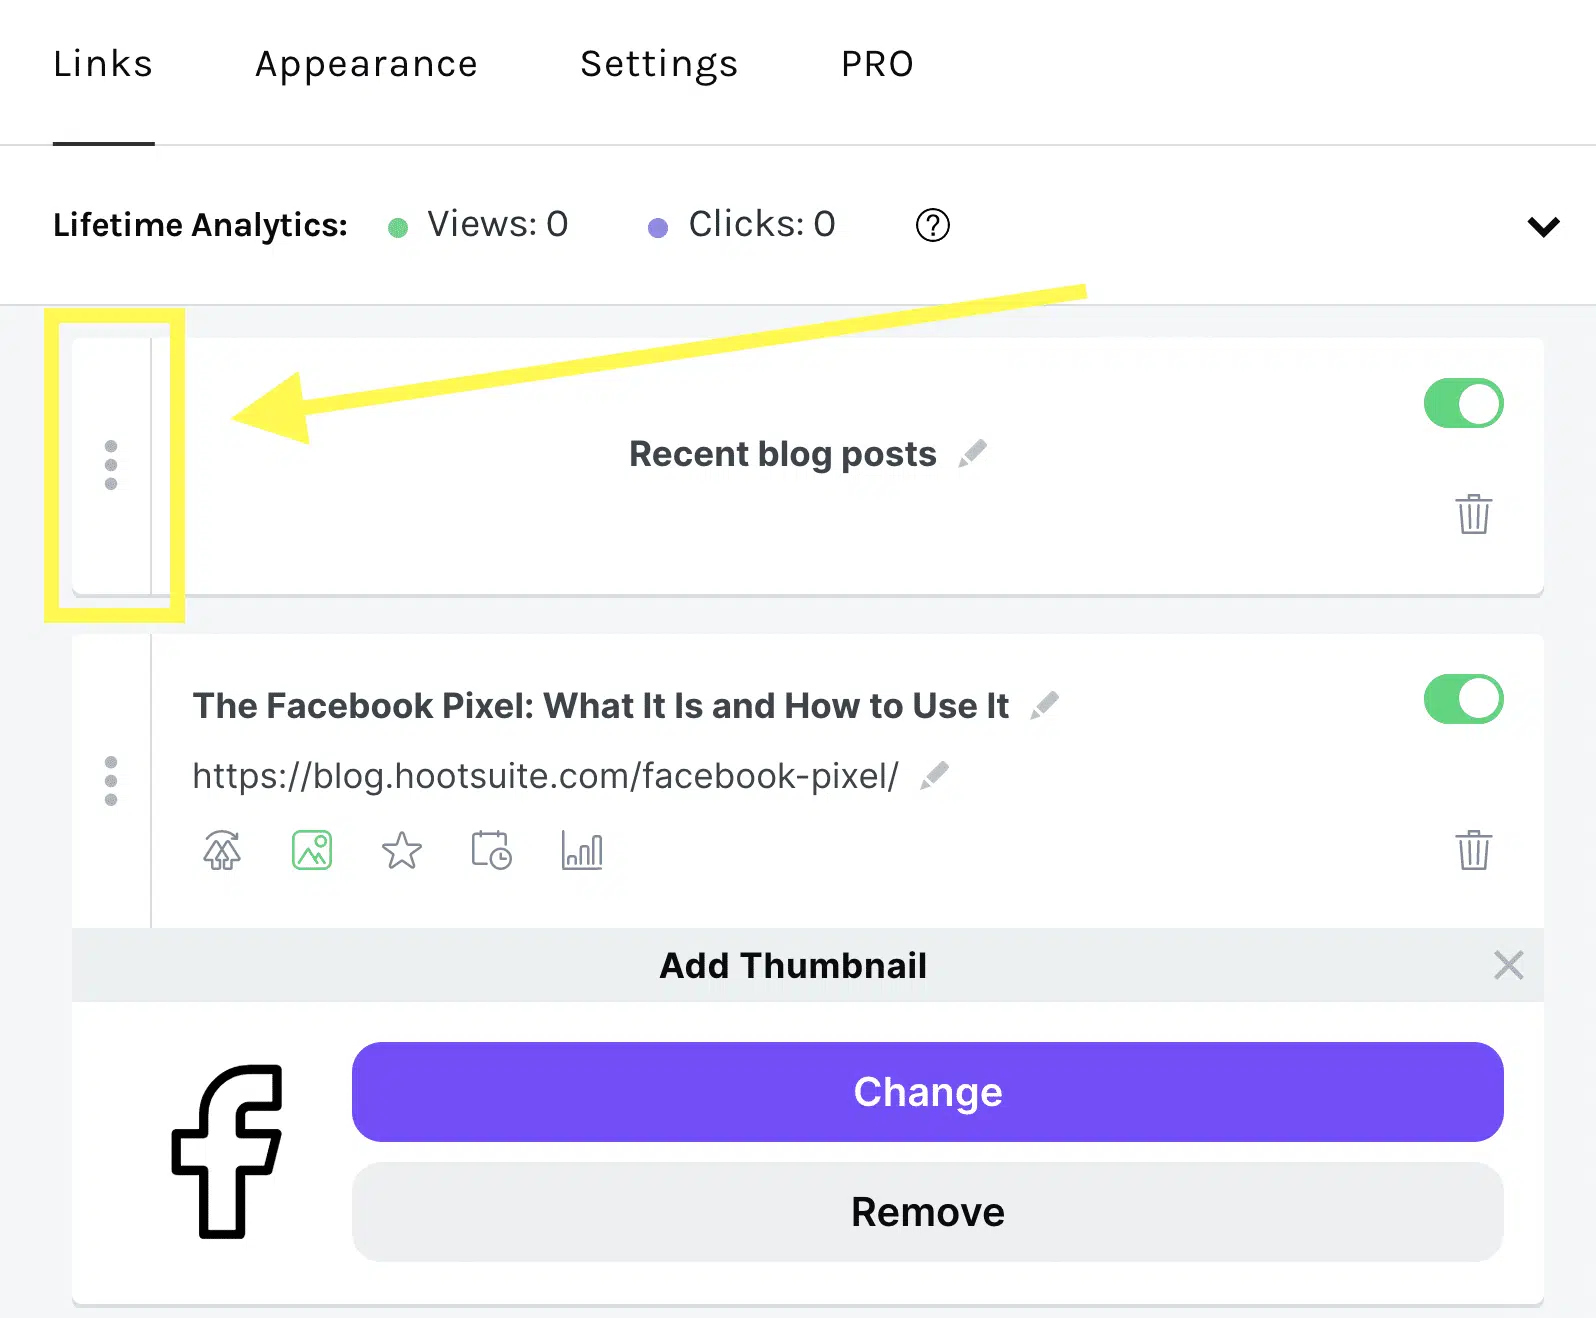 Links Appearance Settings PRO
Lifetime Analytics: Views: 0 Clicks: 0 ?
Recent blog posts
The Facebook Pixel: What It Is and How to Use It
https://blog.hootsuite.com/facebook-pixel/
Add Thumbnail
Change
Remove